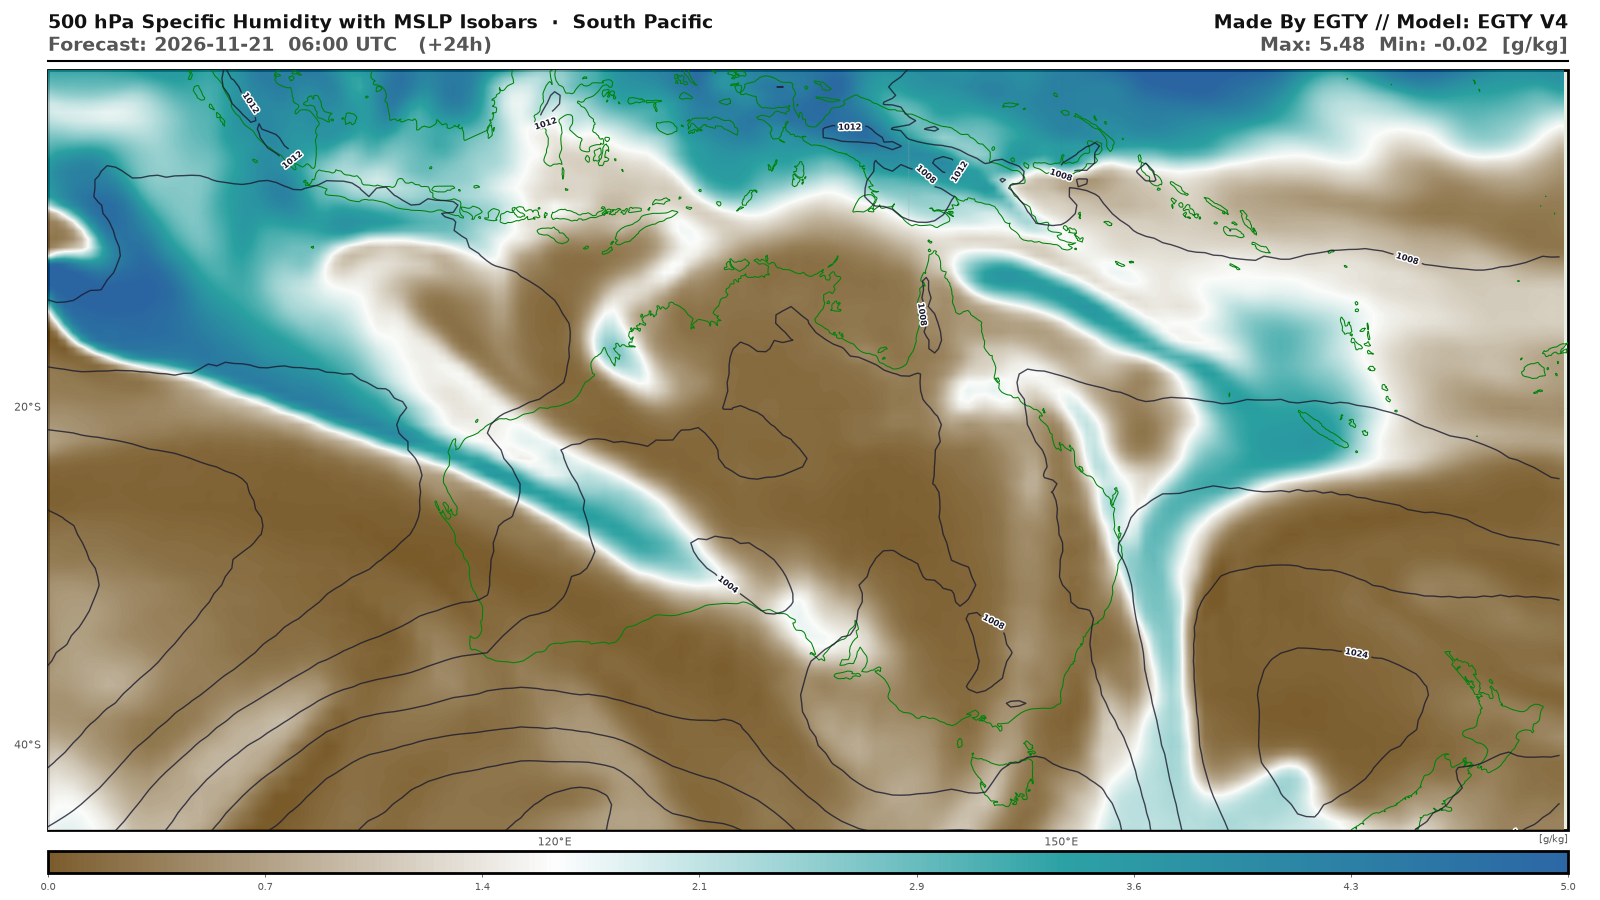 500 hPa Specific Humidity with MSLP Isobars · South Pacific
Made By EGTY // Model: EGTY V4
Forecast: 2026-11-21 06:00 UTC (+24h)
Max: 5.48 Min: -0.02 [g/kg]
1012
1012
1012
1012
1008
1012
1008
1008
1008
20°S
1004
1008
1024
40°S
120°E
150°E
[g/kg]
0.0
0.7
1.4
2.1
2.9
3.6
4.3
5.0